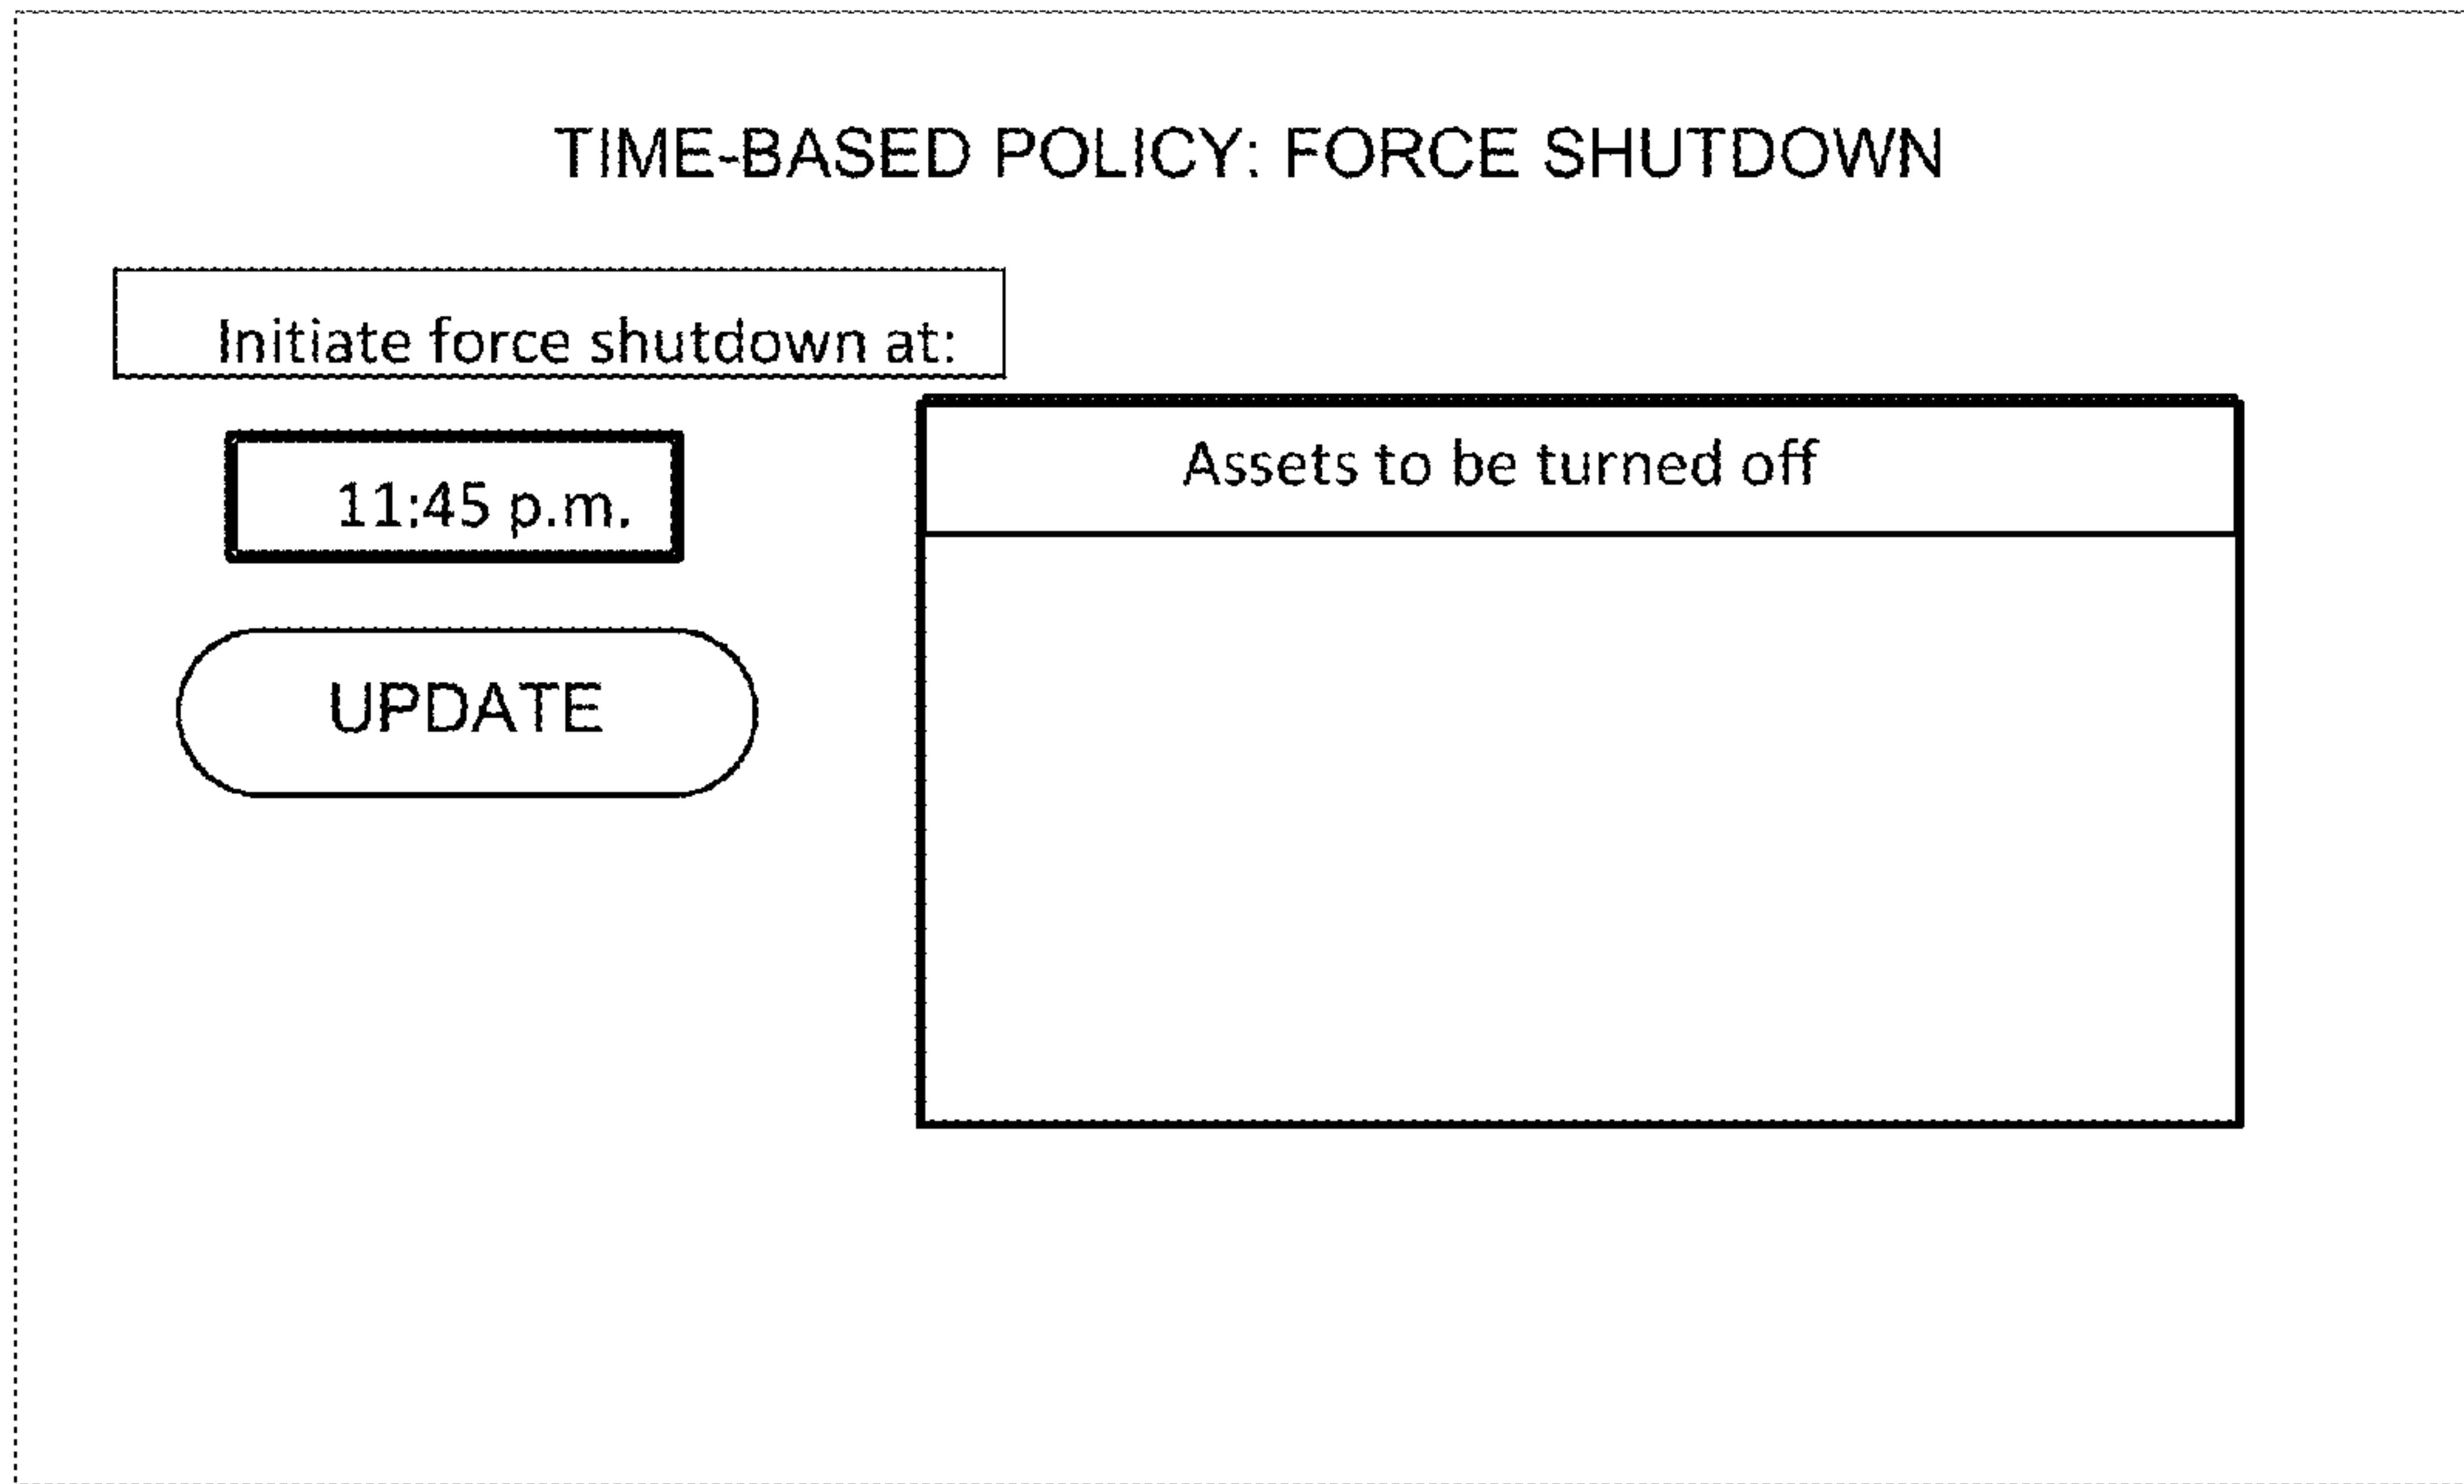 TIME-BASED POLICY: FORCE SHUTDOWN
Initiate force shutdown at:
11:45 p.m.
UPDATE
Assets to be turned off